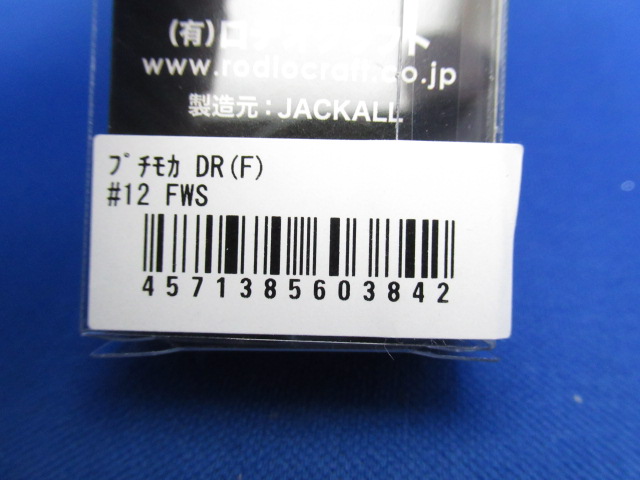 (有)ロデオクラフト
www.rodiocraft.co.jp
製造元:JACKALL
ﾌﾟﾁﾓｶ DR(F)
#12 FWS
4571385603842